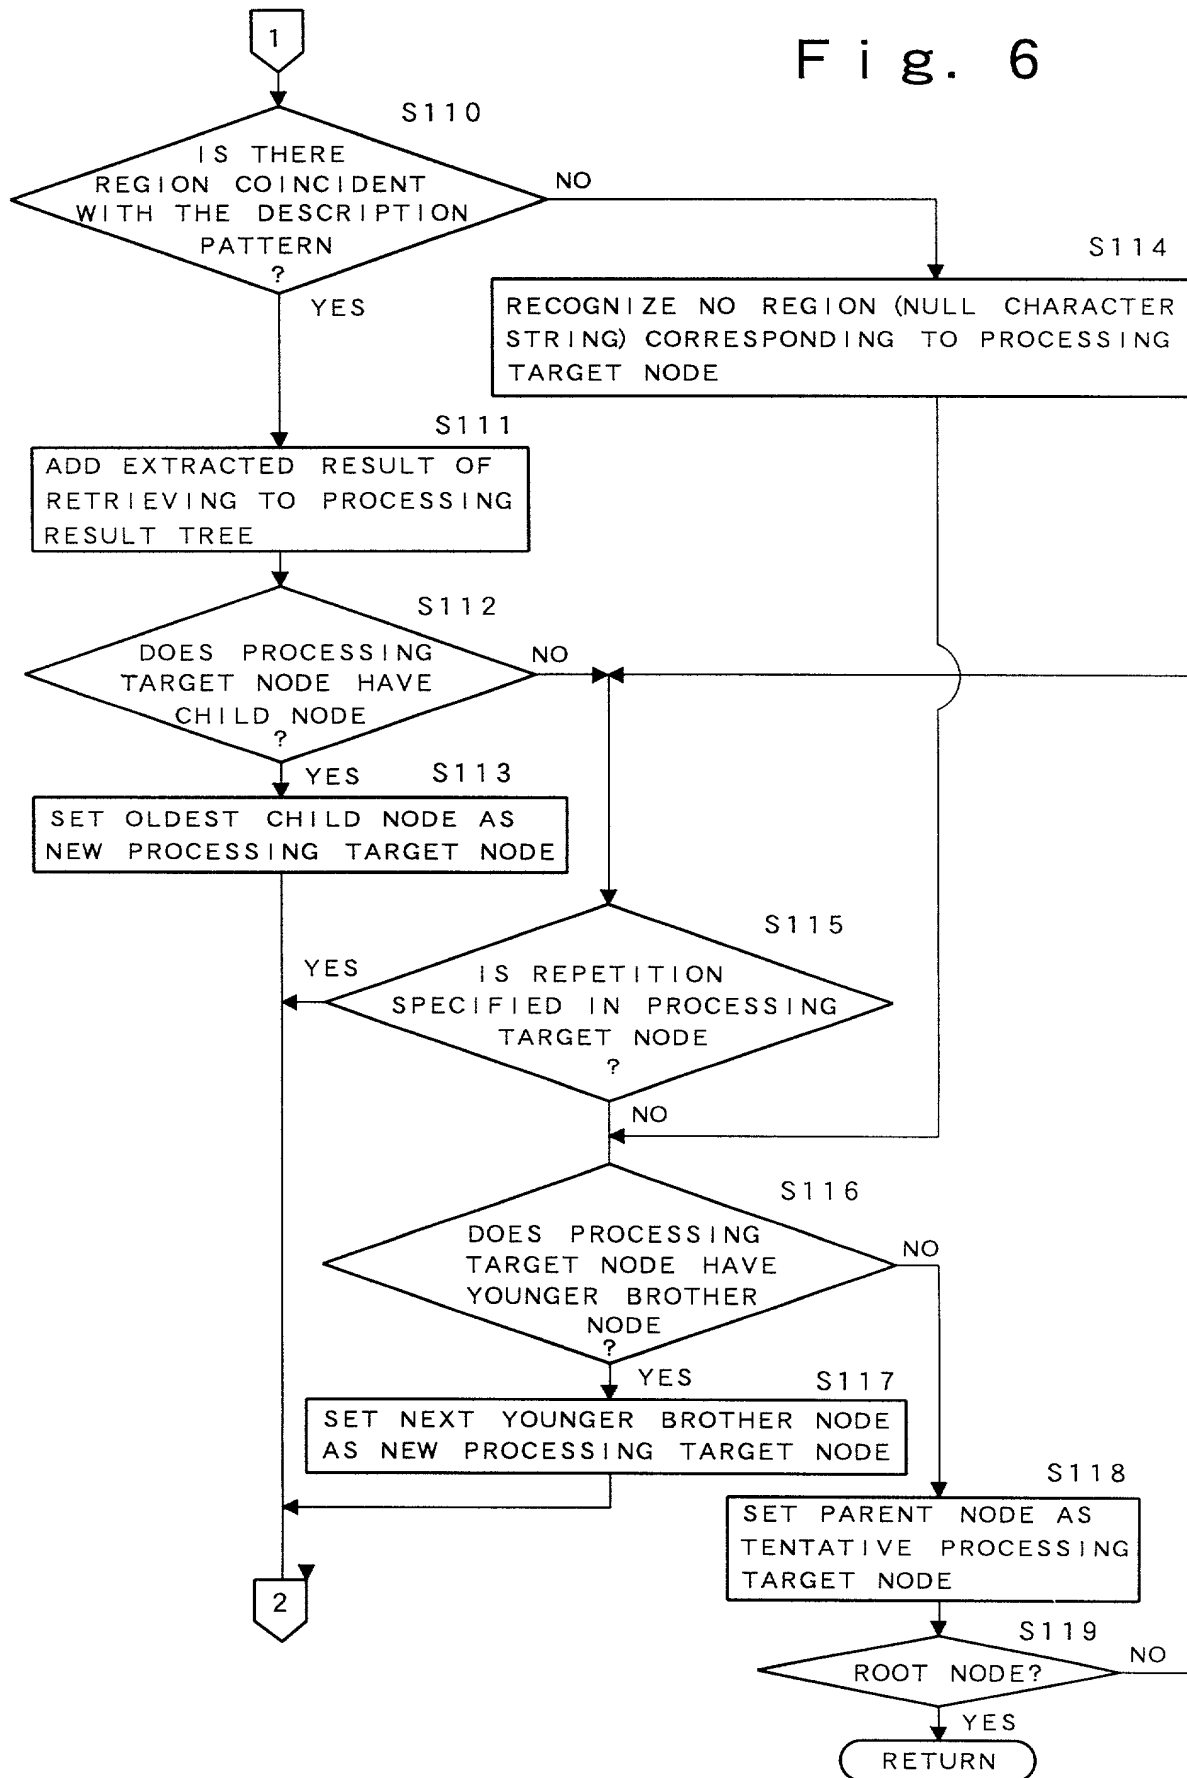 1
Fig. 6
S110
IS THERE
REGION COINCIDENT
WITH THE DESCRIPTION
PATTERN
?
NO
YES
S114
RECOGNIZE NO REGION (NULL CHARACTER
STRING) CORRESPONDING TO PROCESSING
TARGET NODE
S111
ADD EXTRACTED RESULT OF
RETRIEVING TO PROCESSING
RESULT TREE
S112
DOES PROCESSING
TARGET NODE HAVE
CHILD NODE
?
NO
YES
S113
SET OLDEST CHILD NODE AS
NEW PROCESSING TARGET NODE
S115
YES
IS REPETITION
SPECIFIED IN PROCESSING
TARGET NODE
?
NO
S116
DOES PROCESSING
TARGET NODE HAVE
YOUNGER BROTHER
NODE
?
NO
YES
S117
SET NEXT YOUNGER BROTHER NODE
AS NEW PROCESSING TARGET NODE
S118
SET PARENT NODE AS
TENTATIVE PROCESSING
TARGET NODE
2
S119
ROOT NODE?
NO
YES
RETURN